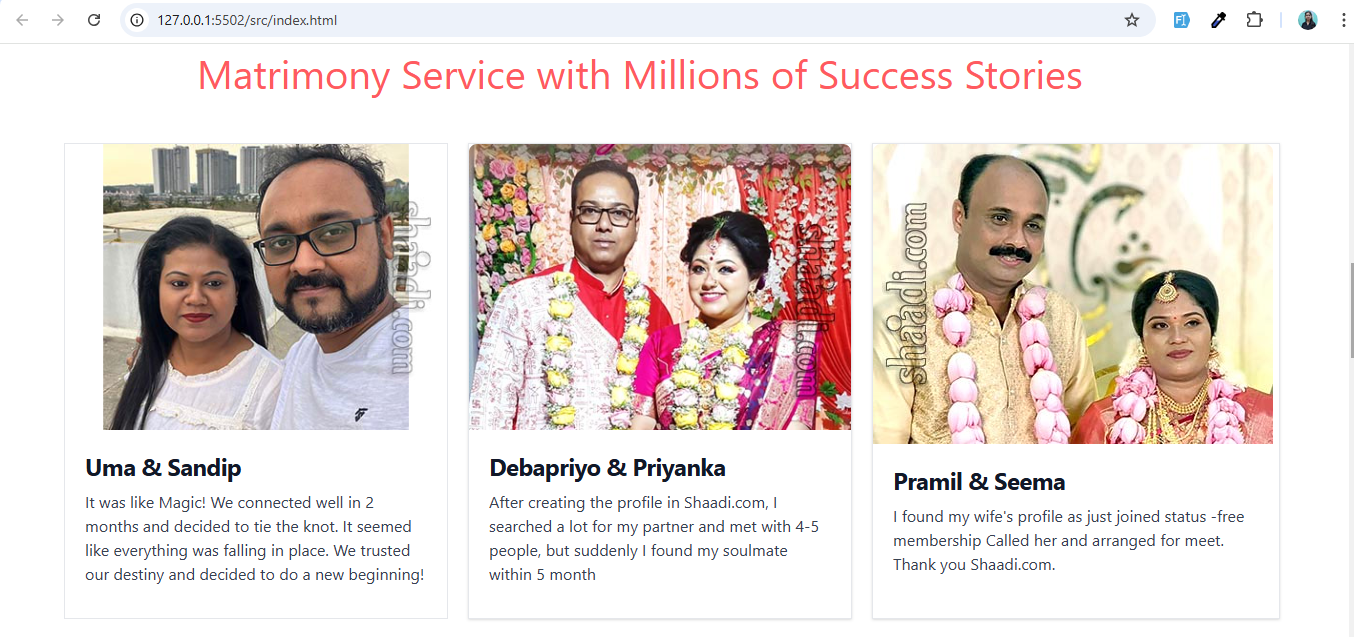 127.0.0.1:5502/src/index.html
Matrimony Service with Millions of Success Stories
shaadi.com
shaadi.com
shaadi.com
Uma & Sandip
It was like Magic! We connected well in 2
months and decided to tie the knot. It seemed
like everything was falling in place. We trusted
our destiny and decided to do a new beginning!
Debapriyo & Priyanka
After creating the profile in Shaadi.com, I
searched a lot for my partner and met with 4-5
people, but suddenly I found my soulmate
within 5 month
Pramil & Seema
I found my wife's profile as just joined status -free
membership Called her and arranged for meet.
Thank you Shaadi.com.